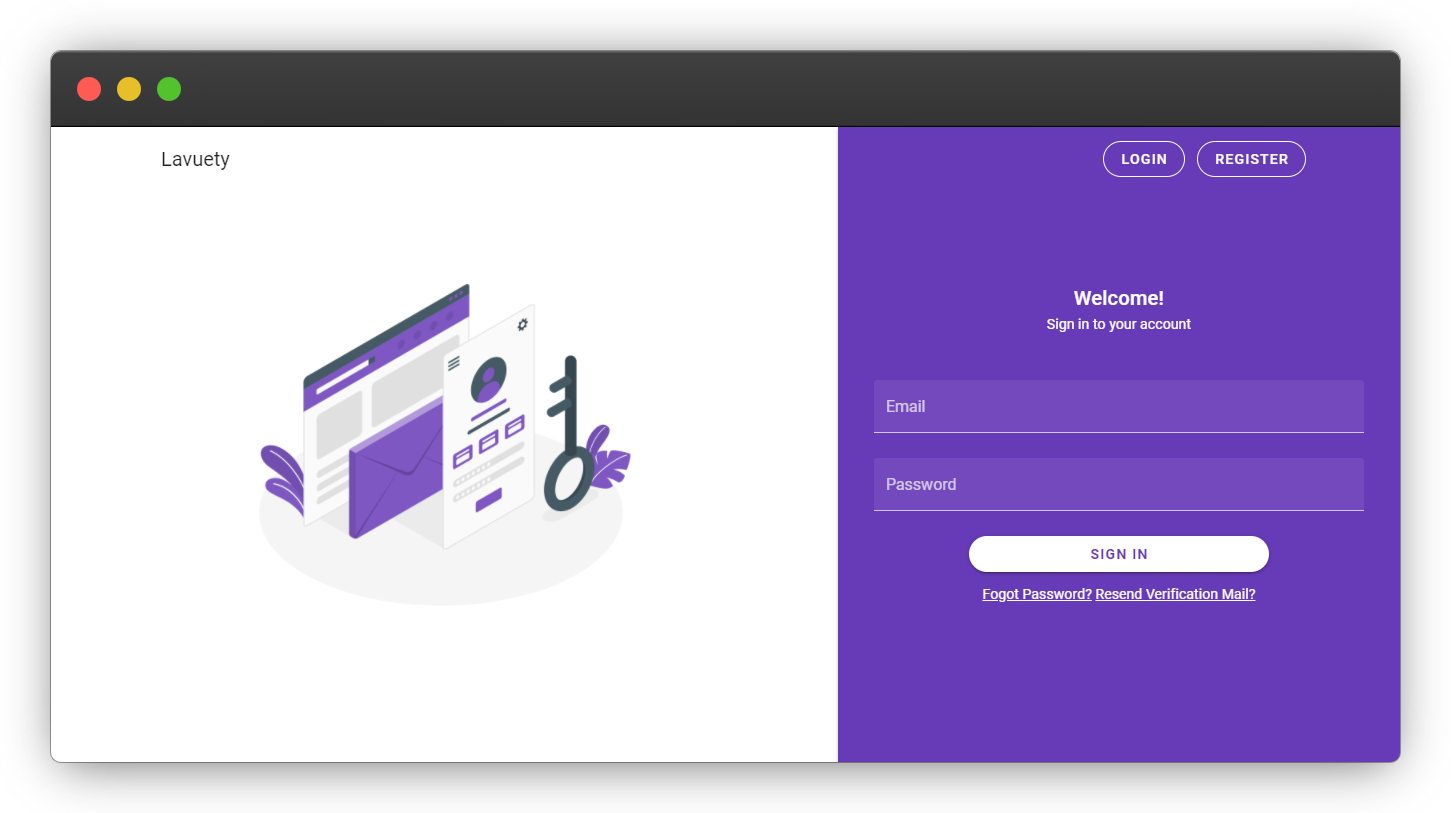 Lavuety
LOGIN REGISTER
Welcome!
Sign in to your account
Email
Password
SIGN IN
Fogot Password? Resend Verification Mail?